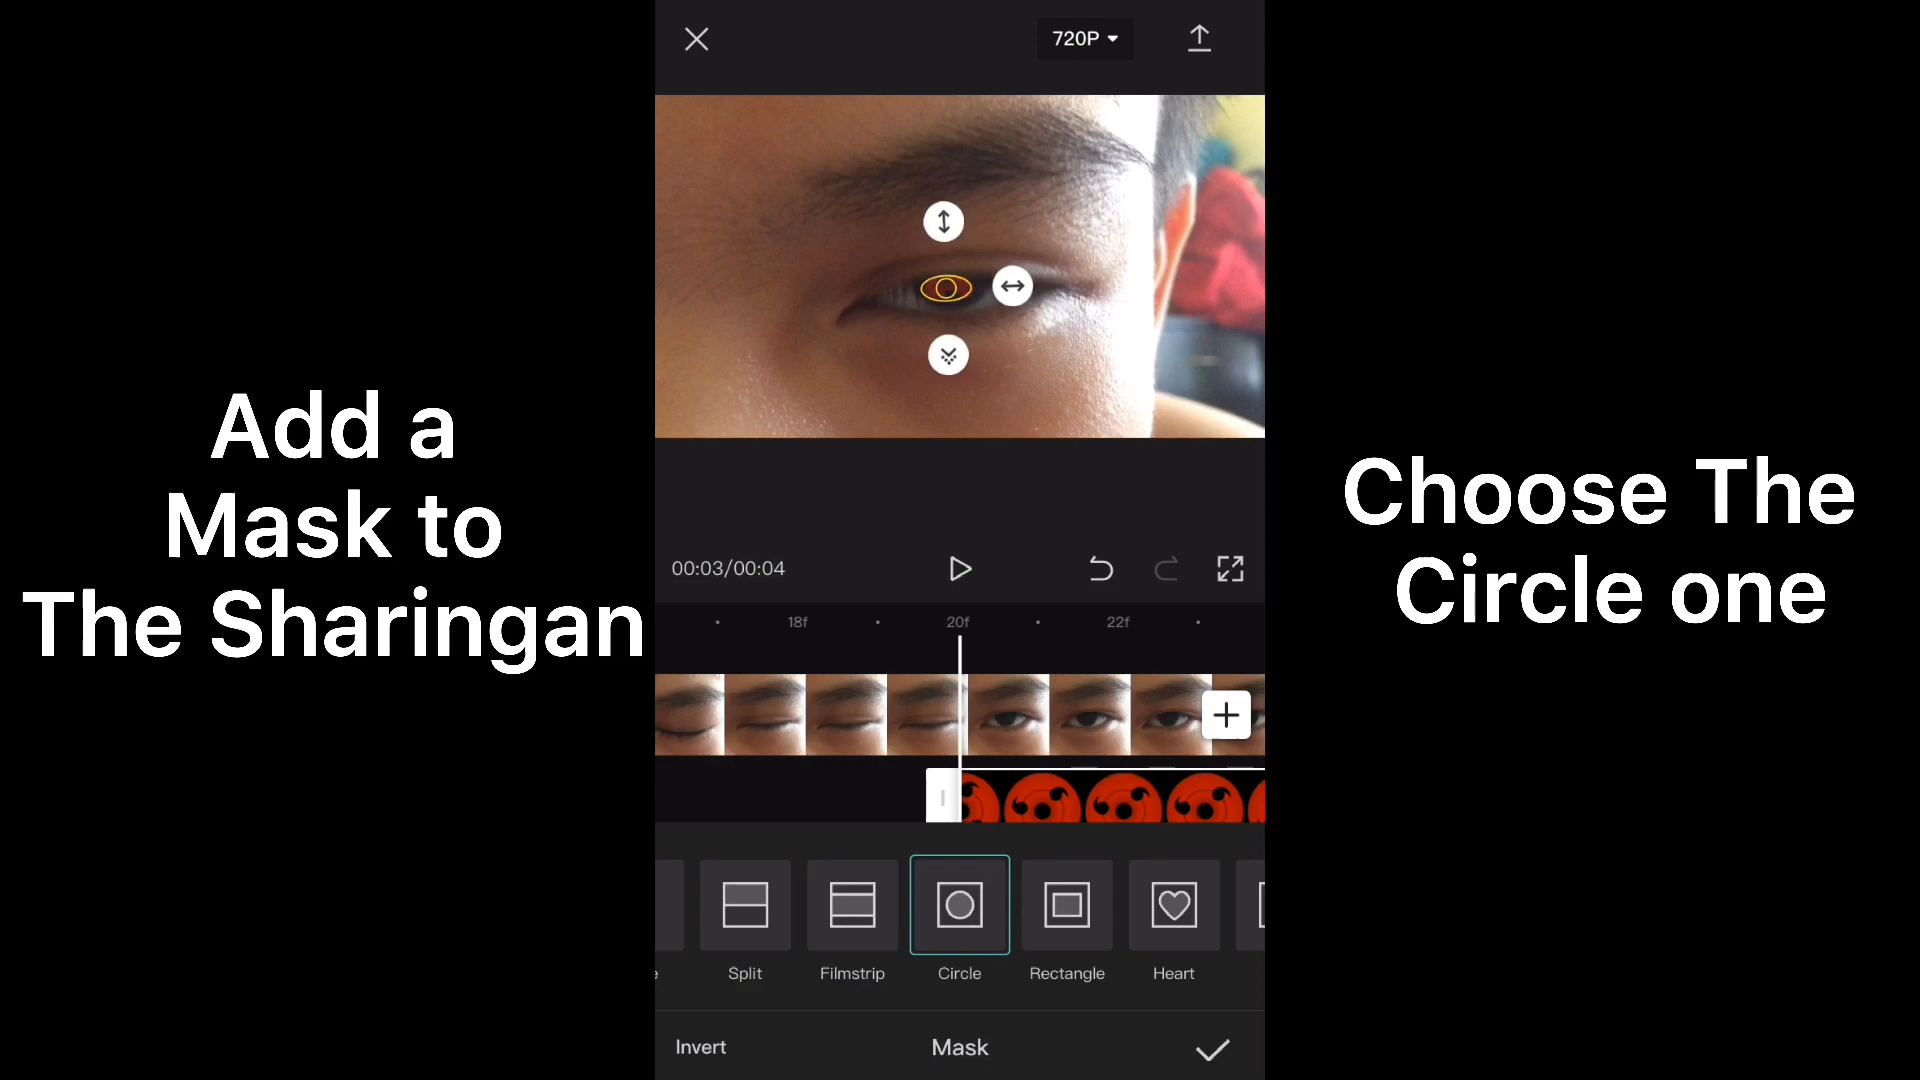 720P
Add a
Mask to
The Sharingan
Choose The
Circle one
00:03/00:04
18f
20f
22f
Split
Filmstrip
Circle
Rectangle
Heart
Invert
Mask